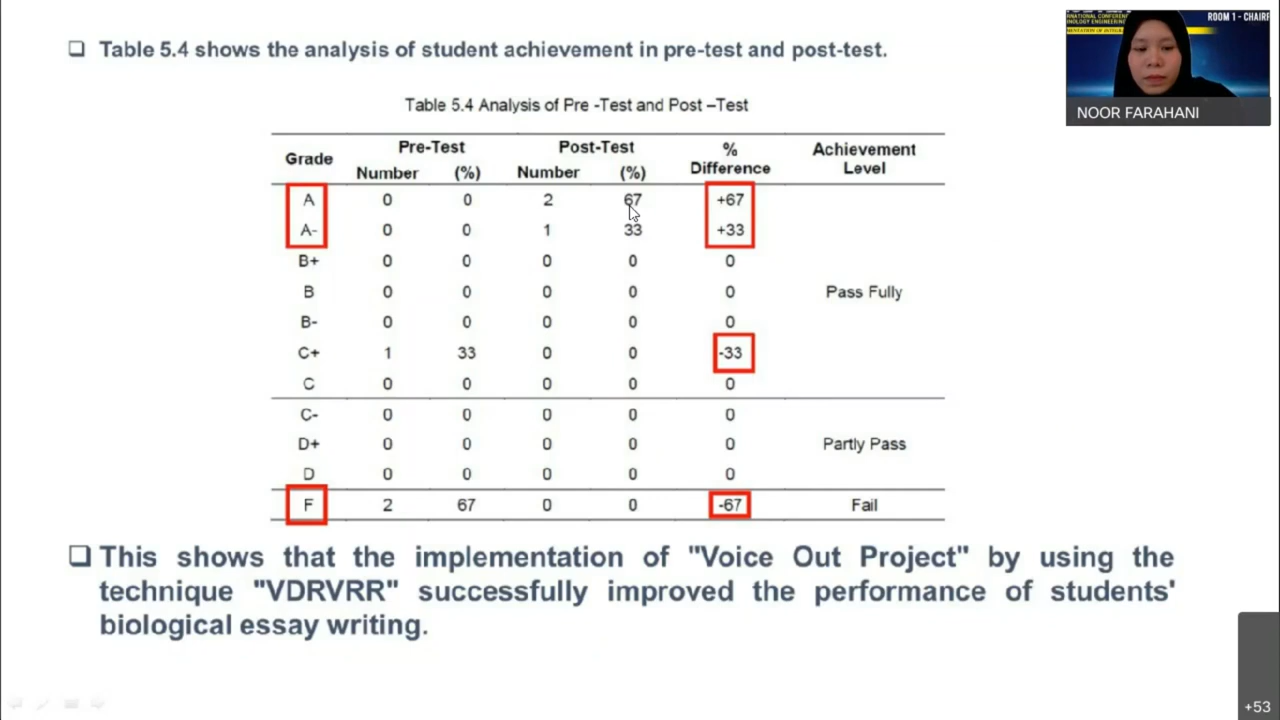 ❑ Table 5.4 shows the analysis of student achievement in pre-test and post-test.
Table 5.4 Analysis of Pre -Test and Post –Test
Grade Pre-Test Post-Test % Difference Achievement Level
Number (%) Number (%)
A 0 0 2 67 +67
A- 0 0 1 33 +33
B+ 0 0 0 0 0
B 0 0 0 0 0 Pass Fully
B- 0 0 0 0 0
C+ 1 33 0 0 -33
C 0 0 0 0 0
C- 0 0 0 0 0
D+ 0 0 0 0 0 Partly Pass
D 0 0 0 0 0
F 2 67 0 0 -67 Fail
❑ This shows that the implementation of "Voice Out Project" by using the
technique "VDRVRR" successfully improved the performance of students'
biological essay writing.
ROOM 1 - CHAIRP
NOOR FARAHANI
+53